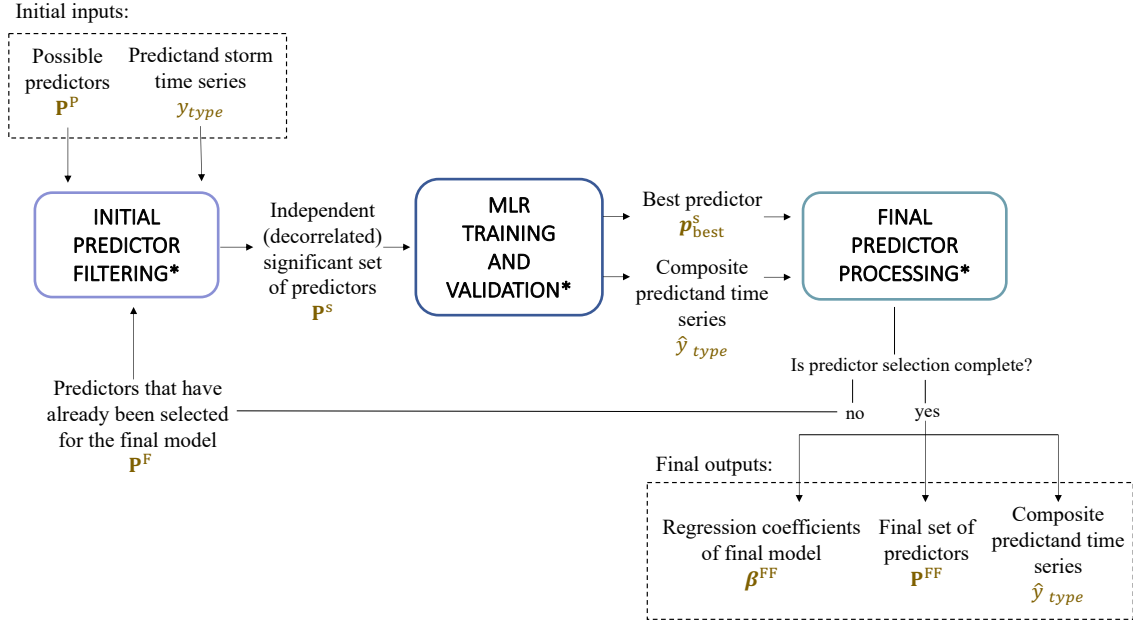 Initial inputs:
Possible
predictors
𝐏ᴾ
Predictand storm
time series
y_type
INITIAL
PREDICTOR
FILTERING*
Independent
(decorrelated)
significant set
of predictors
𝐏ˢ
MLR
TRAINING
AND
VALIDATION*
Best predictor
𝒑^s_best
Composite
predictand time
series
ŷ_type
FINAL
PREDICTOR
PROCESSING*
Is predictor selection complete?
no
yes
Predictors that have
already been selected
for the final model
𝐏^F
Final outputs:
Regression coefficients
of final model
𝜷^FF
Final set of
predictors
𝐏^FF
Composite
predictand time
series
ŷ_type